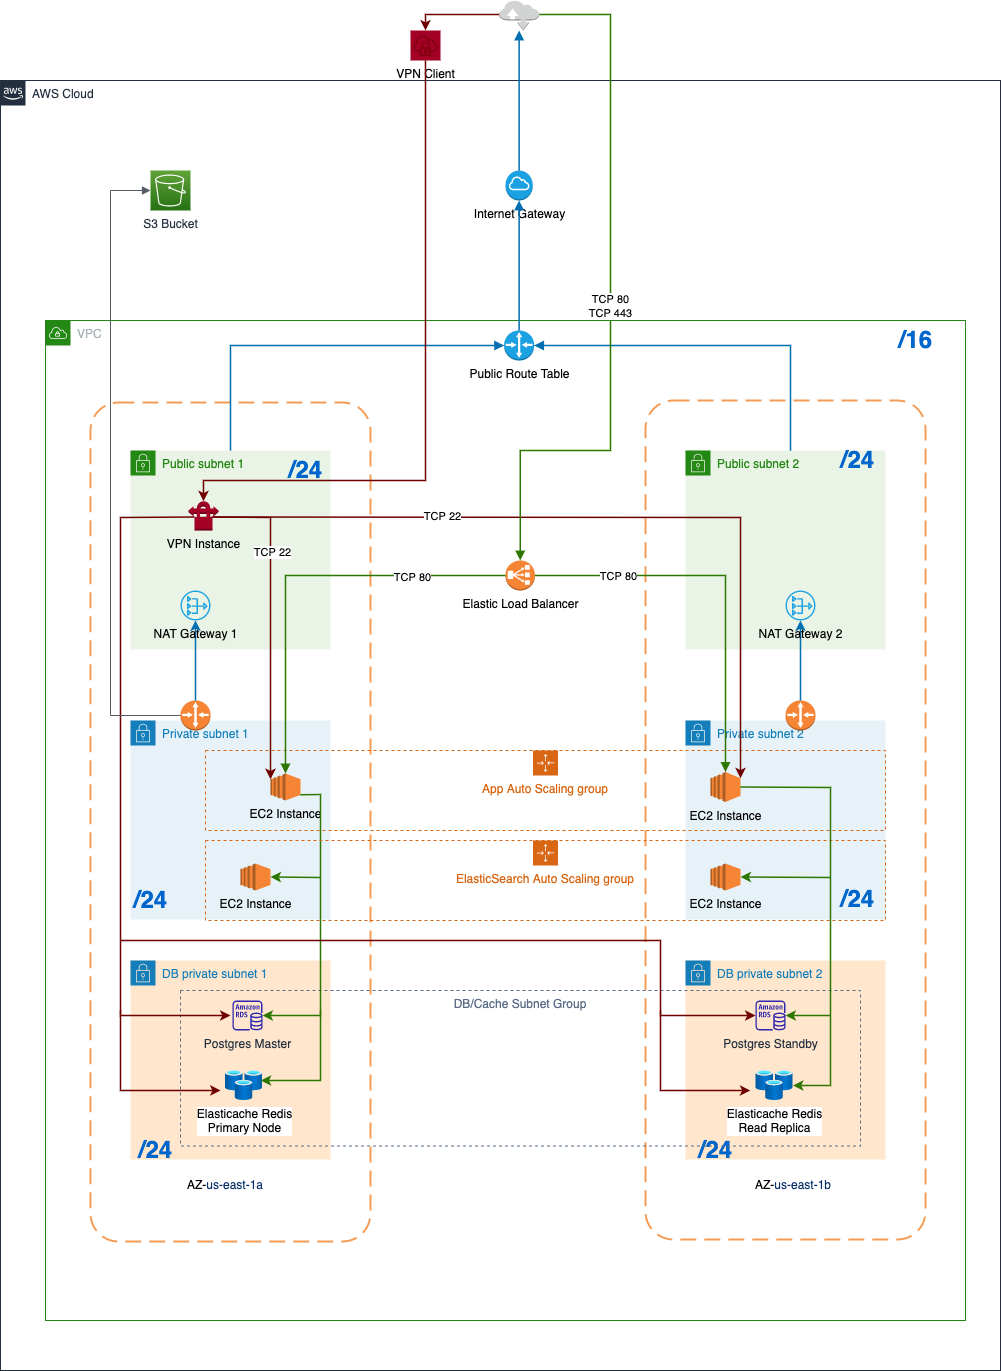 VPN Client
aws
AWS Cloud
S3 Bucket
Internet Gateway
TCP 80
TCP 443
VPC
/16
Public Route Table
Public subnet 1
/24
Public subnet 2
/24
TCP 22
VPN Instance
TCP 22
TCP 80
TCP 80
Elastic Load Balancer
NAT Gateway 1
NAT Gateway 2
Private subnet 1
Private subnet 2
App Auto Scaling group
EC2 Instance
EC2 Instance
ElasticSearch Auto Scaling group
/24
EC2 Instance
EC2 Instance
/24
DB private subnet 1
DB private subnet 2
DB/Cache Subnet Group
Amazon
RDS
Amazon
RDS
Postgres Master
Postgres Standby
Elasticache Redis
Primary Node
Elasticache Redis
Read Replica
/24
/24
AZ-us-east-1a
AZ-us-east-1b